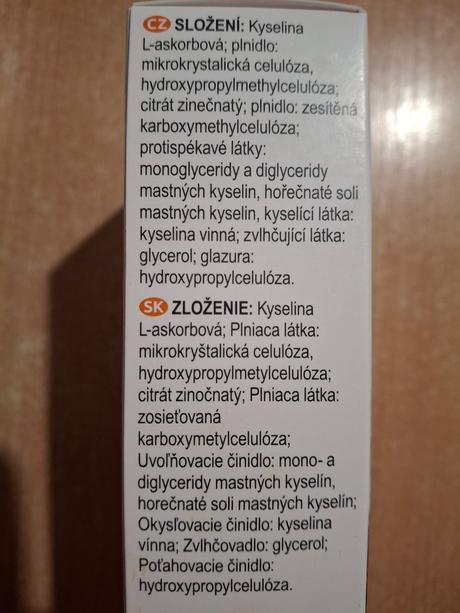 CZ SLOŽENÍ: Kyselina
L-askorbová; plnidlo:
mikrokrystalická celulóza,
hydroxypropylmethylcelulóza;
citrát zinečnatý; plnidlo: zesítěná
karboxymethylcelulóza;
protispékavé látky:
monoglyceridy a diglyceridy
mastných kyselin, hořečnaté soli
mastných kyselin, kyselící látka:
kyselina vinná; zvlhčující látka:
glycerol; glazura:
hydroxypropylcelulóza.
SK ZLOŽENIE: Kyselina
L-askorbová; Plniaca látka:
mikrokryštalická celulóza,
hydroxypropylmetylcelulóza;
citrát zinočnatý; Plniaca látka:
zosieťovaná
karboxymetylcelulóza;
Uvoľňovacie činidlo: mono- a
diglyceridy mastných kyselín,
horečnaté soli mastných kyselín;
Okysľovacie činidlo: kyselina
vínna; Zvlhčovadlo: glycerol;
Poťahovacie činidlo:
hydroxypropylcelulóza.